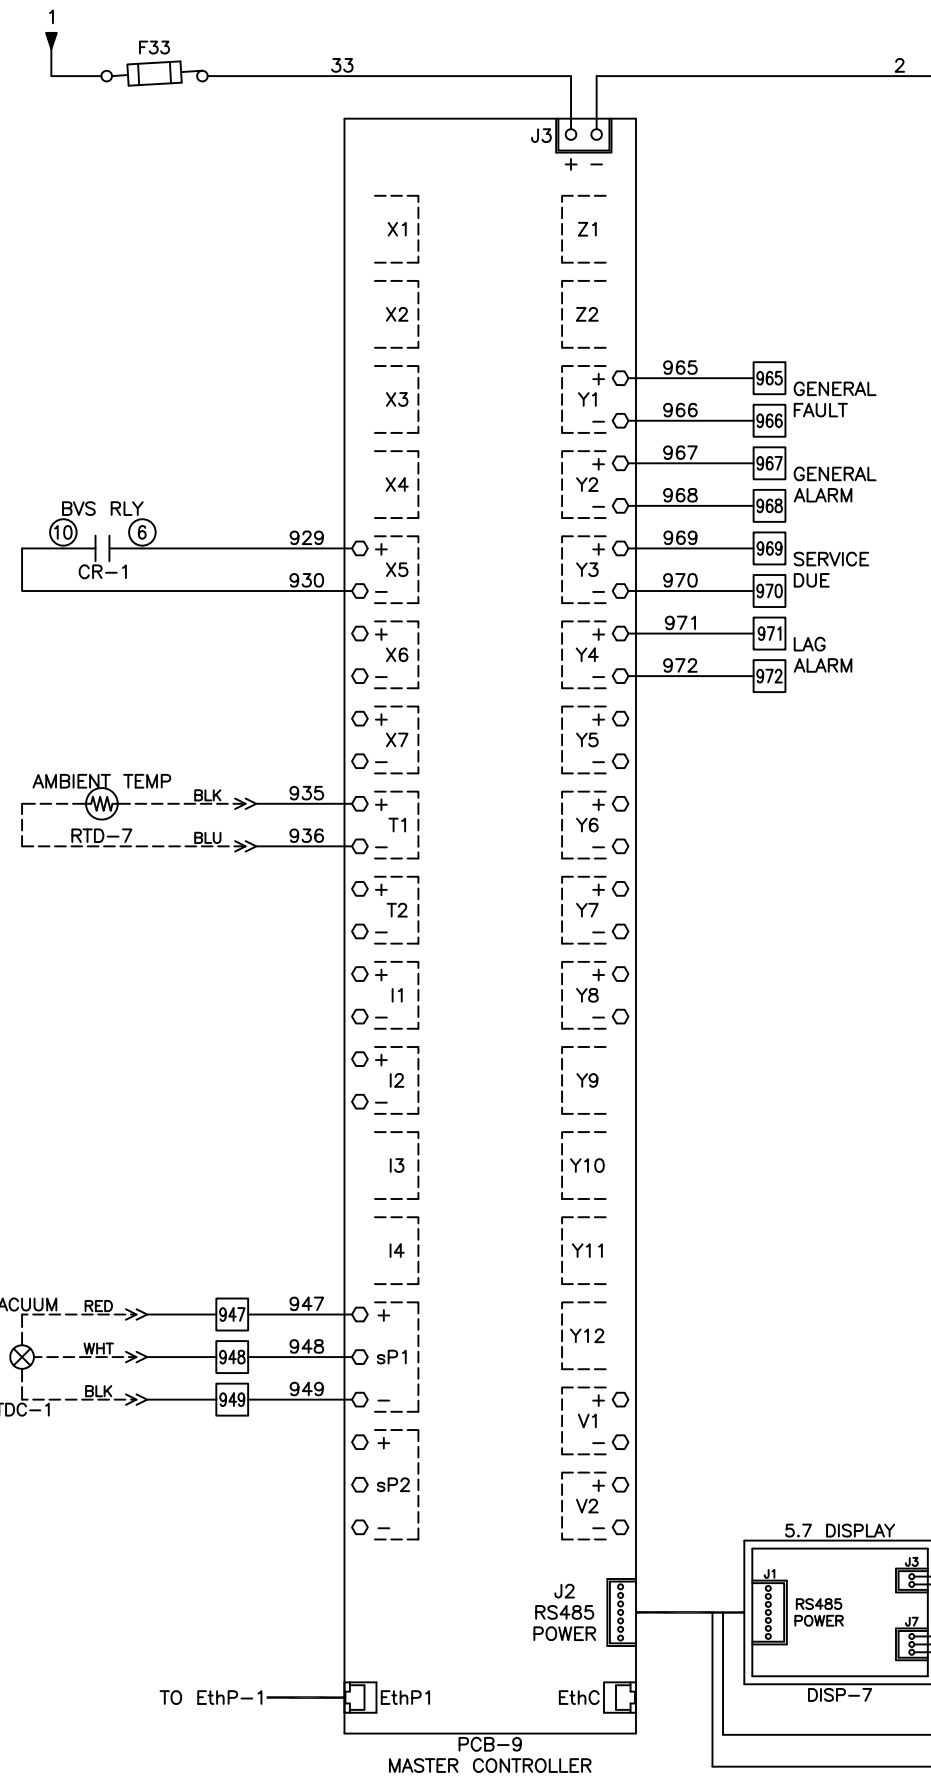 1
F33
33
2
J3
+ −
X1
Z1
X2
Z2
X3
+
Y1
−
965
966
965
966
GENERAL
FAULT
X4
+
Y2
−
967
968
967
968
GENERAL
ALARM
BVS RLY
10
6
CR−1
929
930
+
X5
−
+
Y3
−
969
970
969
970
SERVICE
DUE
+
X6
−
+
Y4
−
971
972
971
972
LAG
ALARM
+
X7
−
+
Y5
−
AMBIENT TEMP
RTD−7
BLK
BLU
935
936
+
T1
−
+
Y6
−
+
T2
−
+
Y7
−
+
I1
−
+
Y8
−
+
I2
−
Y9
I3
Y10
I4
Y11
ACUUM
RED
947
947
+
WHT
948
948
sP1
BLK
949
949
−
TDC−1
Y12
+
V1
−
+
sP2
−
+
V2
−
J2
RS485
POWER
5.7 DISPLAY
J1
RS485
POWER
J3
J7
DISP−7
TO EthP−1
EthP1
EthC
PCB−9
MASTER CONTROLLER